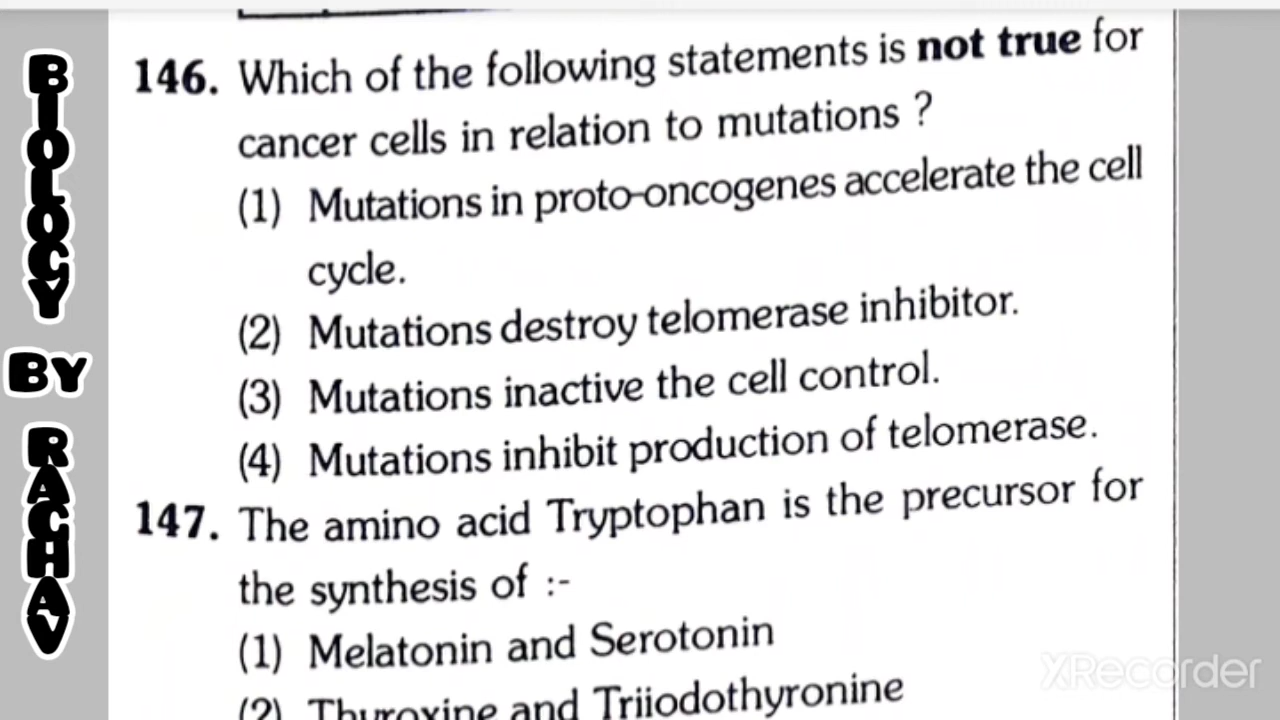 BIOLOGY BY RAGHAV
146. Which of the following statements is not true for
cancer cells in relation to mutations ?
(1) Mutations in proto-oncogenes accelerate the cell
cycle.
(2) Mutations destroy telomerase inhibitor.
(3) Mutations inactive the cell control.
(4) Mutations inhibit production of telomerase.
147. The amino acid Tryptophan is the precursor for
the synthesis of :-
(1) Melatonin and Serotonin
(2) Thyroxine and Triiodothyronine
XRecorder